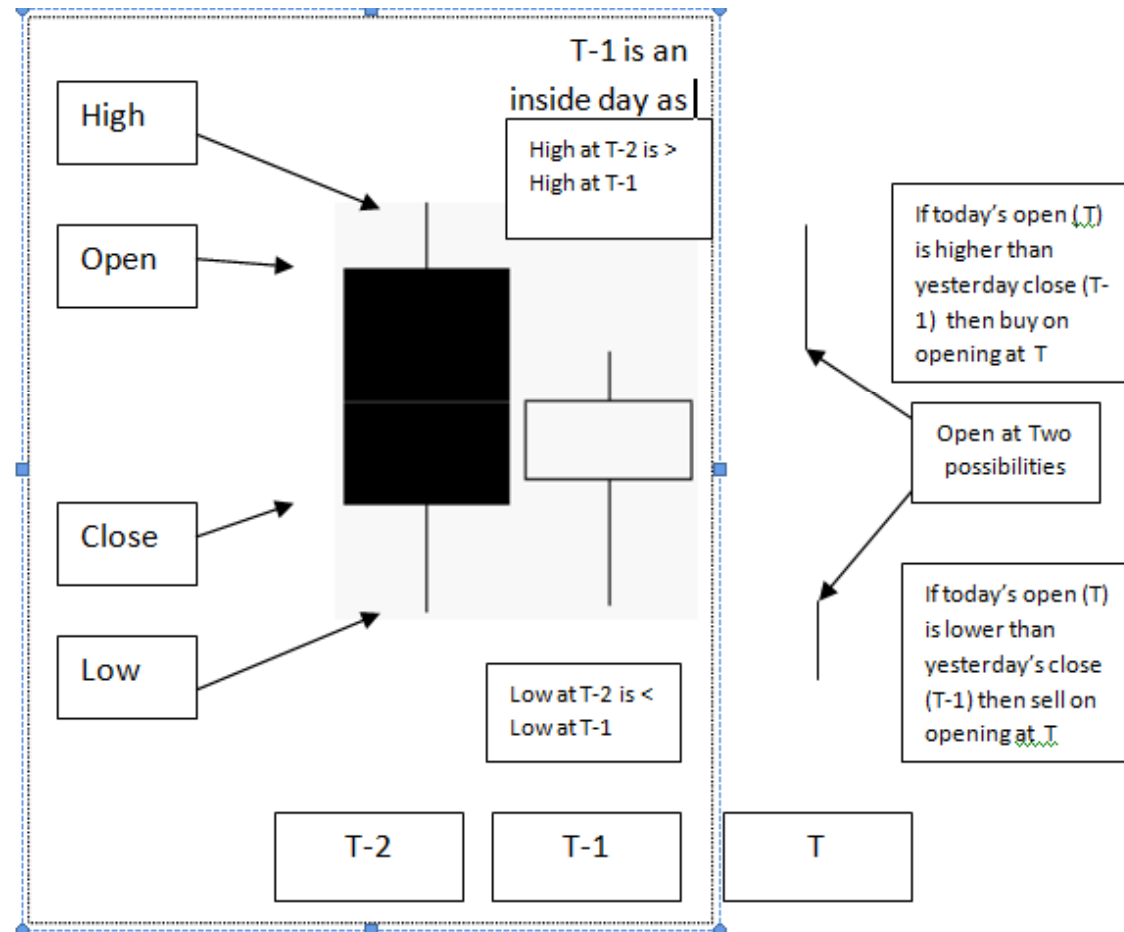 T-1 is an
inside day as
High
High at T-2 is >
High at T-1
Open
If today's open (T)
is higher than
yesterday close (T-
1) then buy on
opening at T
Open at Two
possibilities
Close
Low
If today's open (T)
is lower than
yesterday's close
(T-1) then sell on
opening at T
Low at T-2 is <
Low at T-1
T-2
T-1
T